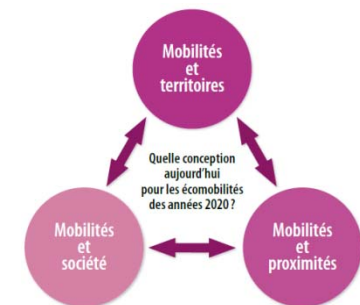 Mobilités
et
territoires
Quelle conception
aujourd'hui
pour les écomobilités
des années 2020 ?
Mobilités
et
société
Mobilités
et
proximités